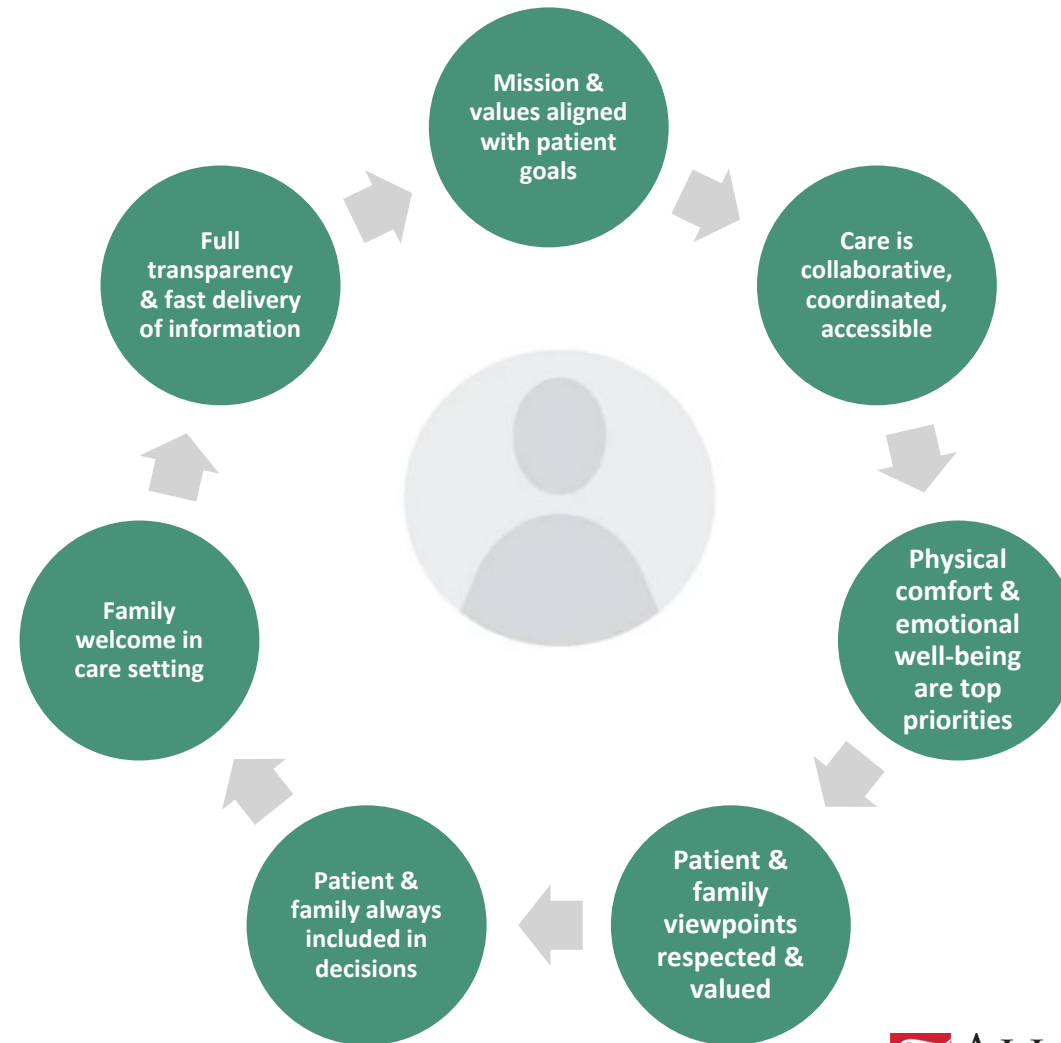 Mission &
values aligned
with patient
goals
Care is
collaborative,
coordinated,
accessible
Physical
comfort &
emotional
well-being
are top
priorities
Patient &
family
viewpoints
respected &
valued
Patient &
family always
included in
decisions
Family
welcome in
care setting
Full
transparency
& fast delivery
of information